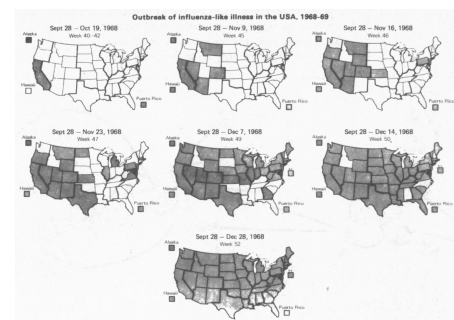 Outbreak of influenza-like illness in the USA, 1968-69
Sept 28 – Oct 19, 1968
Week 40-42
Alaska
Hawaii
Puerto Rico
Sept 28 – Nov 9, 1968
Week 45
Alaska
Hawaii
Puerto Rico
Sept 28 – Nov 16, 1968
Week 46
Alaska
Hawaii
Puerto Rico
Sept 28 – Nov 23, 1968
Week 47
Alaska
Hawaii
Puerto Rico
Sept 28 – Dec 7, 1968
Week 49
Alaska
Hawaii
Puerto Rico
Sept 28 – Dec 14, 1968
Week 50
Alaska
Hawaii
Puerto Rico
Sept 28 – Dec 28, 1968
Week 52
Alaska
Hawaii
Puerto Rico